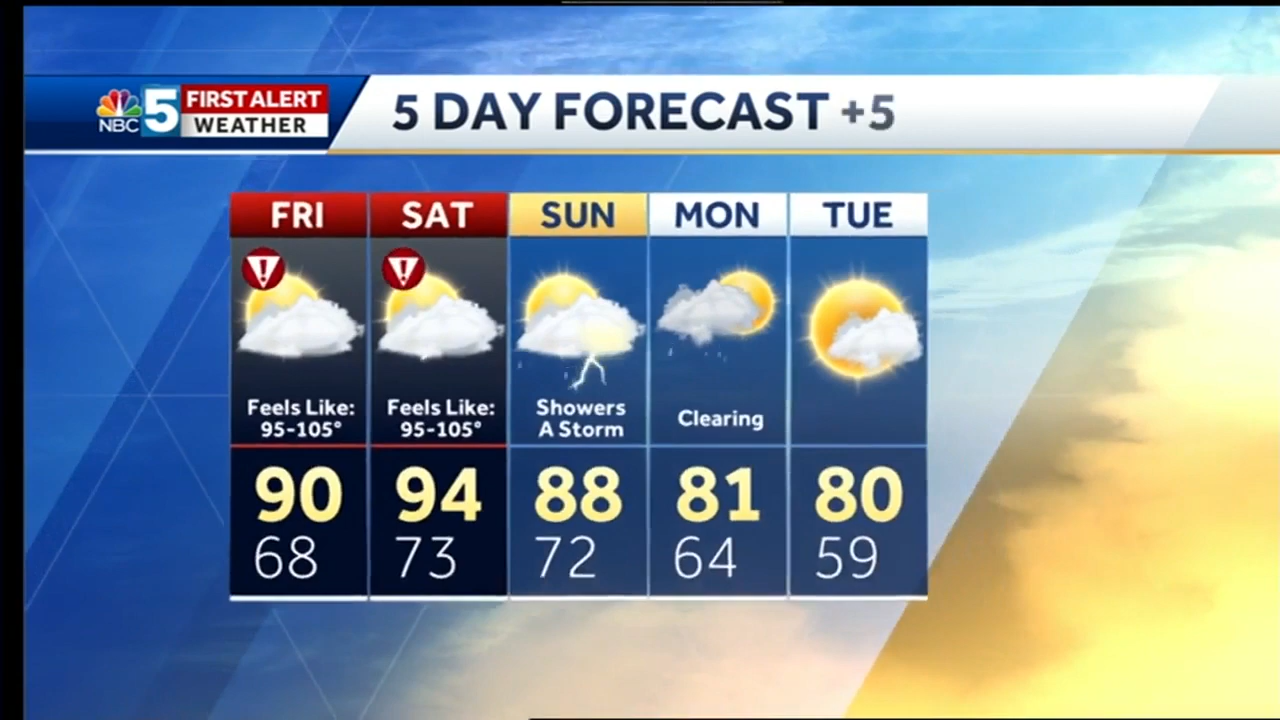 NBC 5 FIRST ALERT
WEATHER
5 DAY FORECAST +5
FRI SAT SUN MON TUE
Feels Like:
95-105°
Feels Like:
95-105°
Showers
A Storm
Clearing
90 94 88 81 80
68 73 72 64 59